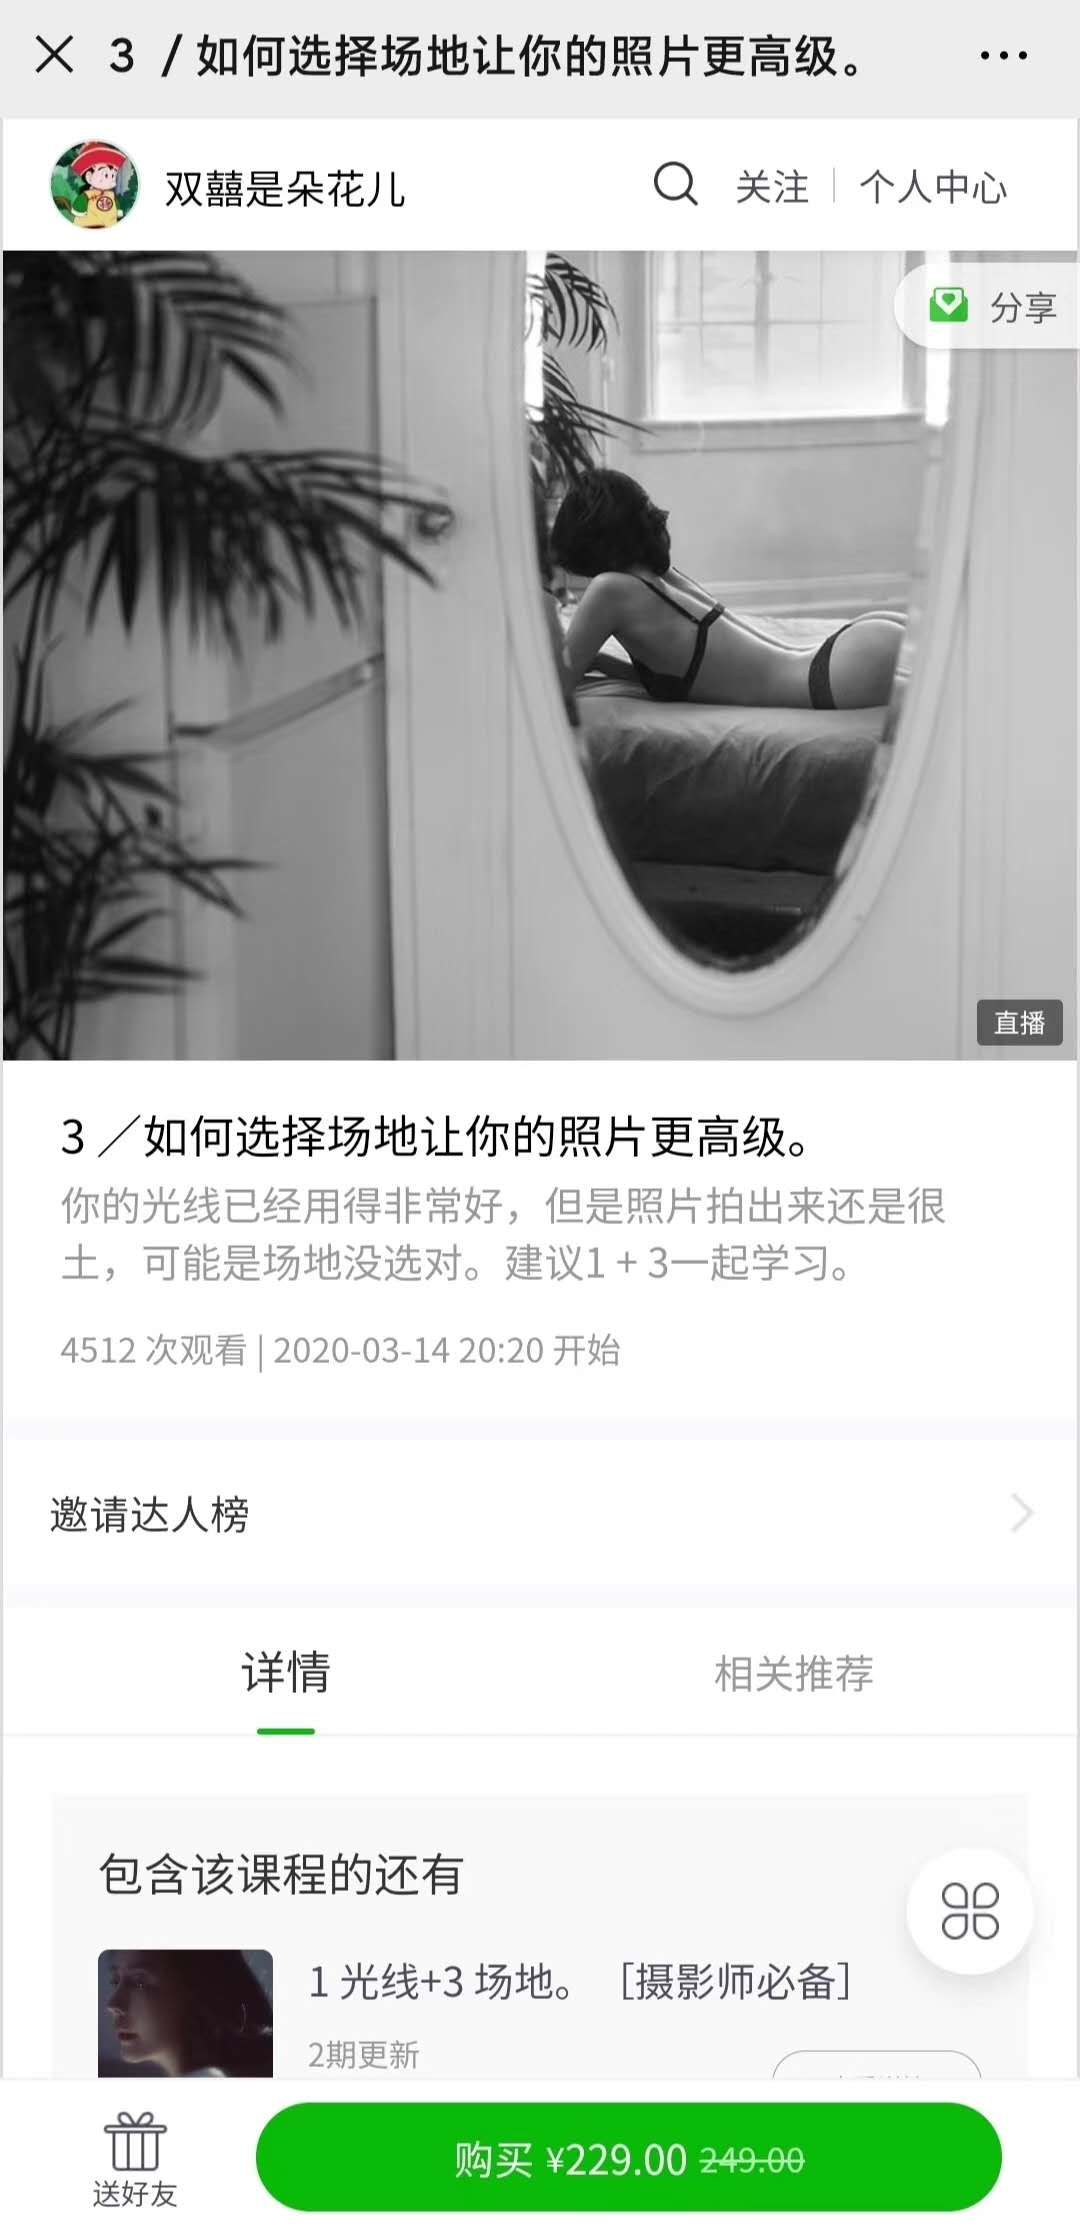 3 / 如何选择场地让你的照片更高级。
双囍是朵花儿
关注
个人中心
分享
直播
3 ／如何选择场地让你的照片更高级。
你的光线已经用得非常好，但是照片拍出来还是很
土，可能是场地没选对。建议1 + 3一起学习。
4512 次观看 | 2020-03-14 20:20 开始
邀请达人榜
详情
相关推荐
包含该课程的还有
1 光线+3 场地。［摄影师必备］
2期更新
送好友
购买 ¥229.00 249.00